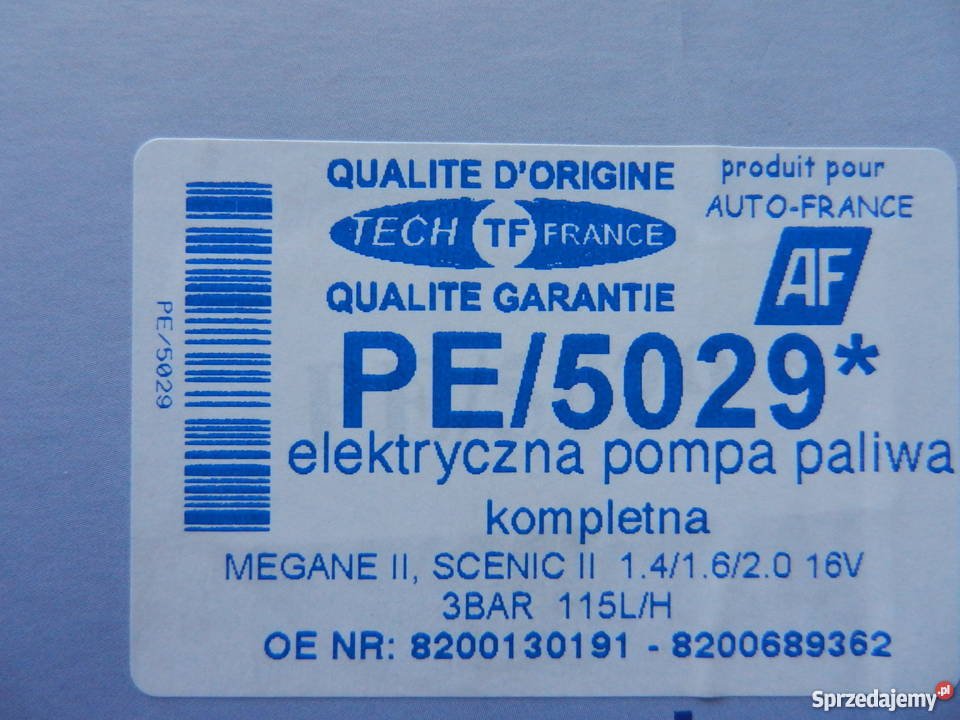 QUALITE D'ORIGINE
produit pour
AUTO-FRANCE
TECH TF FRANCE
AF
QUALITE GARANTIE
PE/5029
PE/5029*
elektryczna pompa paliwa
kompletna
MEGANE II, SCENIC II 1.4/1.6/2.0 16V
3BAR 115L/H
OE NR: 8200130191 - 8200689362
Sprzedajemy.pl